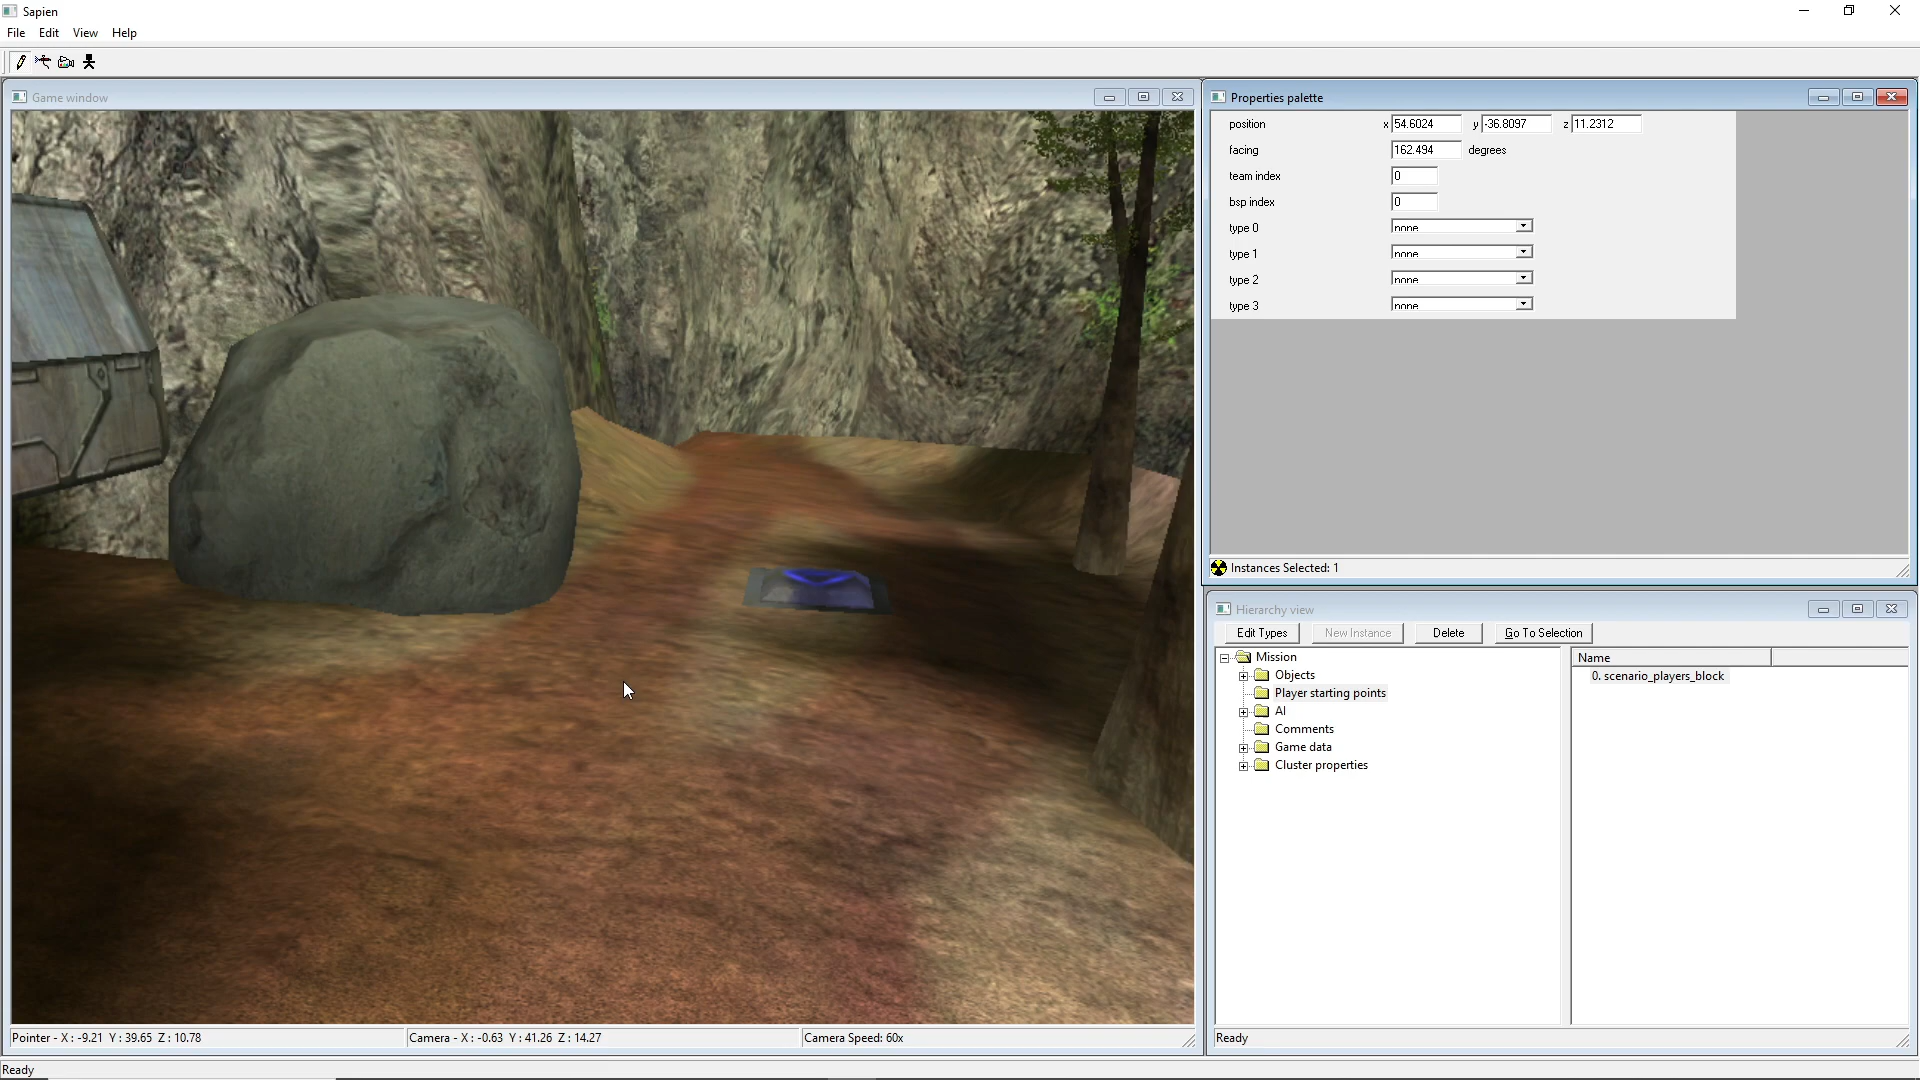 Sapien
File Edit View Help
Game window
Pointer - X : -9.21 Y : 39.65 Z : 10.78
Camera - X : -0.63 Y : 41.26 Z : 14.27
Camera Speed: 60x
Properties palette
position x 54.6024 y -36.8097 z 11.2312
facing 162.494 degrees
team index 0
bsp index 0
type 0 none
type 1 none
type 2 none
type 3 none
Instances Selected: 1
Hierarchy view
Edit Types New Instance Delete Go To Selection
Mission
Objects
Player starting points
AI
Comments
Game data
Cluster properties
Name
0. scenario_players_block
Ready
Ready